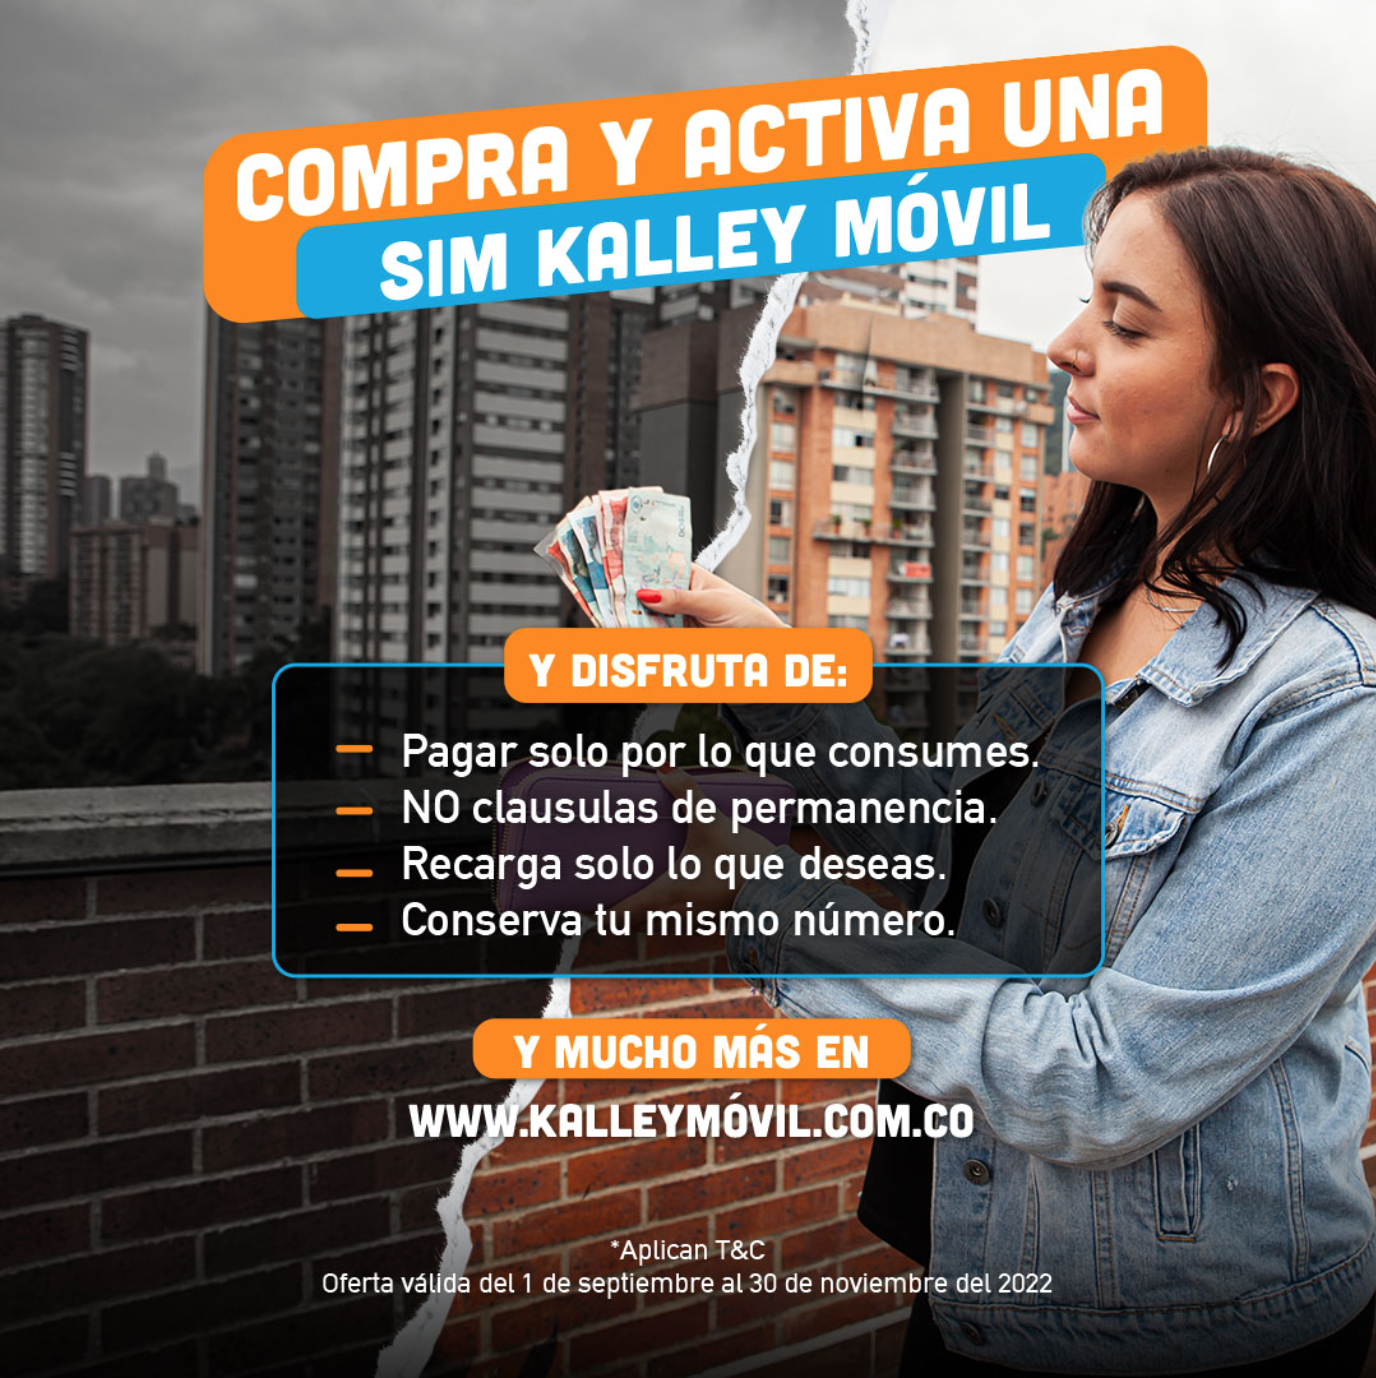 COMPRA Y ACTIVA UNA
SIM KALLEY MÓVIL
Y DISFRUTA DE:
Pagar solo por lo que consumes.
NO clausulas de permanencia.
Recarga solo lo que deseas.
Conserva tu mismo número.
Y MUCHO MÁS EN
WWW.KALLEYMÓVIL.COM.CO
*Aplican T&C
Oferta válida del 1 de septiembre al 30 de noviembre del 2022